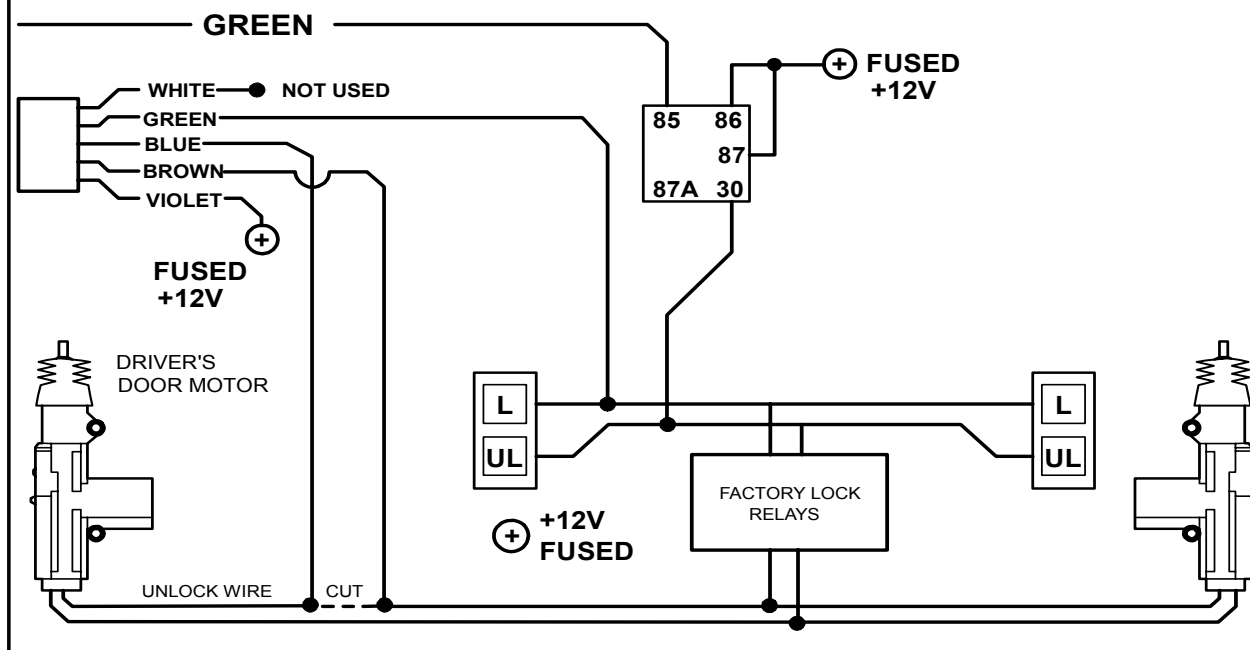 GREEN
WHITE NOT USED
GREEN
BLUE
BROWN
VIOLET
FUSED
+12V
85 86
87
87A 30
+ FUSED
+12V
+
DRIVER'S
DOOR MOTOR
L
UL
+ +12V
FUSED
FACTORY LOCK
RELAYS
L
UL
UNLOCK WIRE CUT